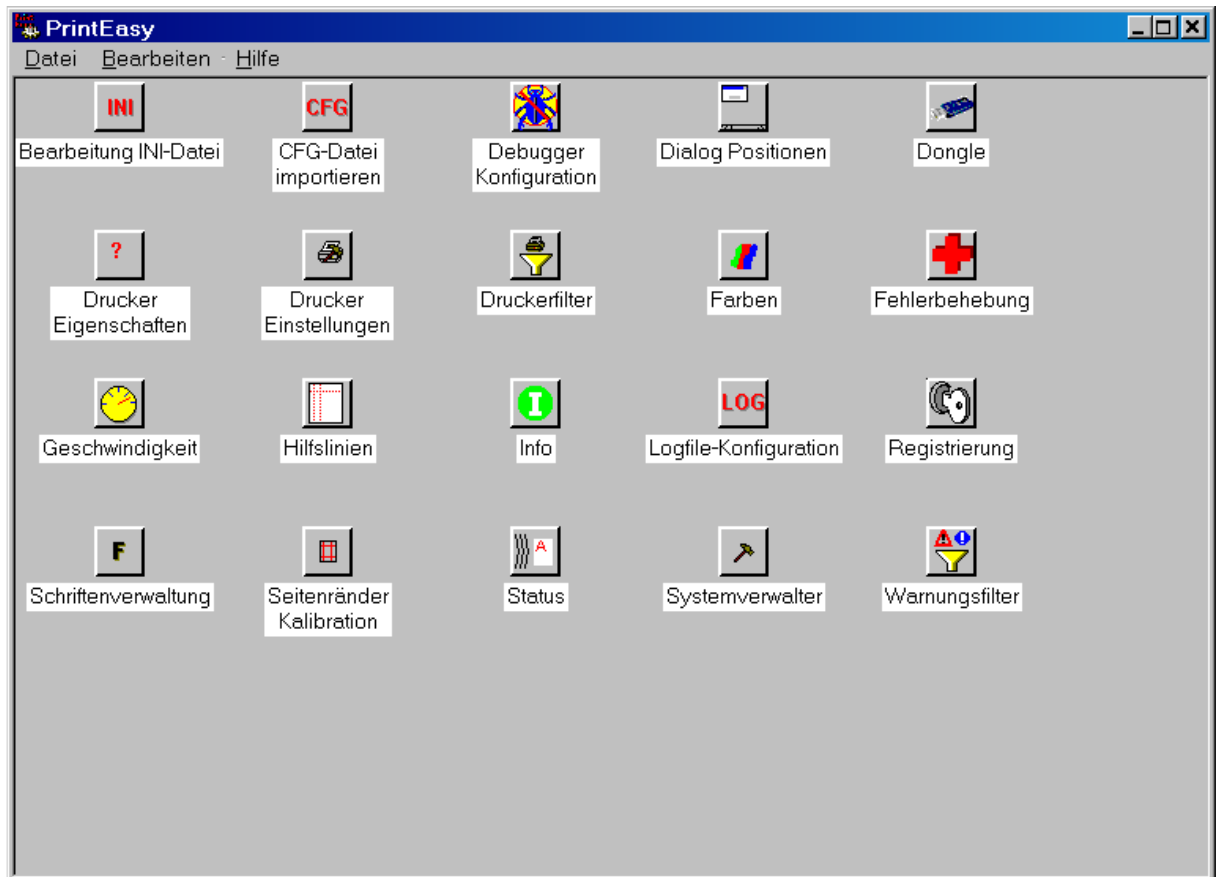 PrintEasy
Datei Bearbeiten Hilfe
INI
CFG
Bearbeitung INI-Datei
CFG-Datei
importieren
Debugger
Konfiguration
Dialog Positionen
Dongle
?
Drucker
Eigenschaften
Drucker
Einstellungen
Druckerfilter
Farben
Fehlerbehebung
I
LOG
Geschwindigkeit
Hilfslinien
Info
Logfile-Konfiguration
Registrierung
F
A
Schriftenverwaltung
Seitenränder
Kalibration
Status
Systemverwalter
Warnungsfilter